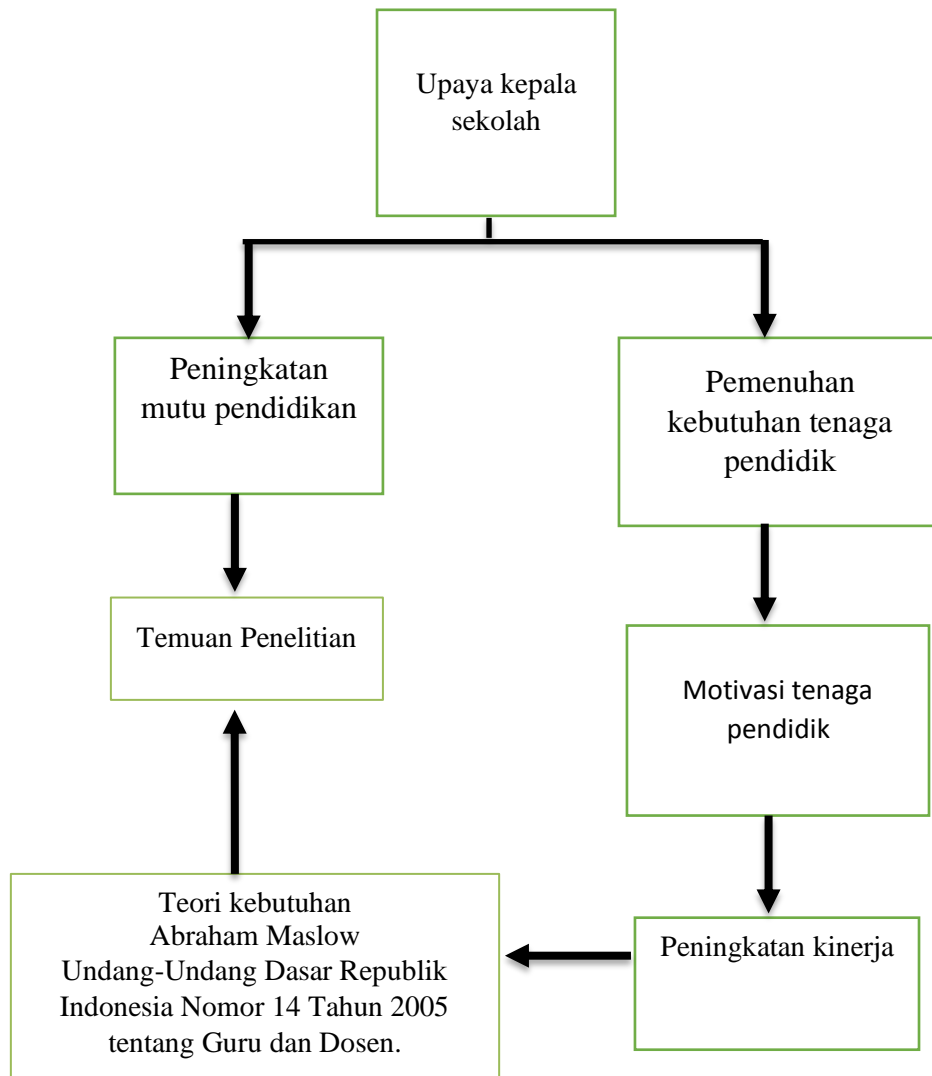 Upaya kepala
sekolah
Peningkatan
mutu pendidikan
Pemenuhan
kebutuhan tenaga
pendidik
Temuan Penelitian
Motivasi tenaga
pendidik
Teori kebutuhan
Abraham Maslow
Undang-Undang Dasar Republik
Indonesia Nomor 14 Tahun 2005
tentang Guru dan Dosen.
Peningkatan kinerja